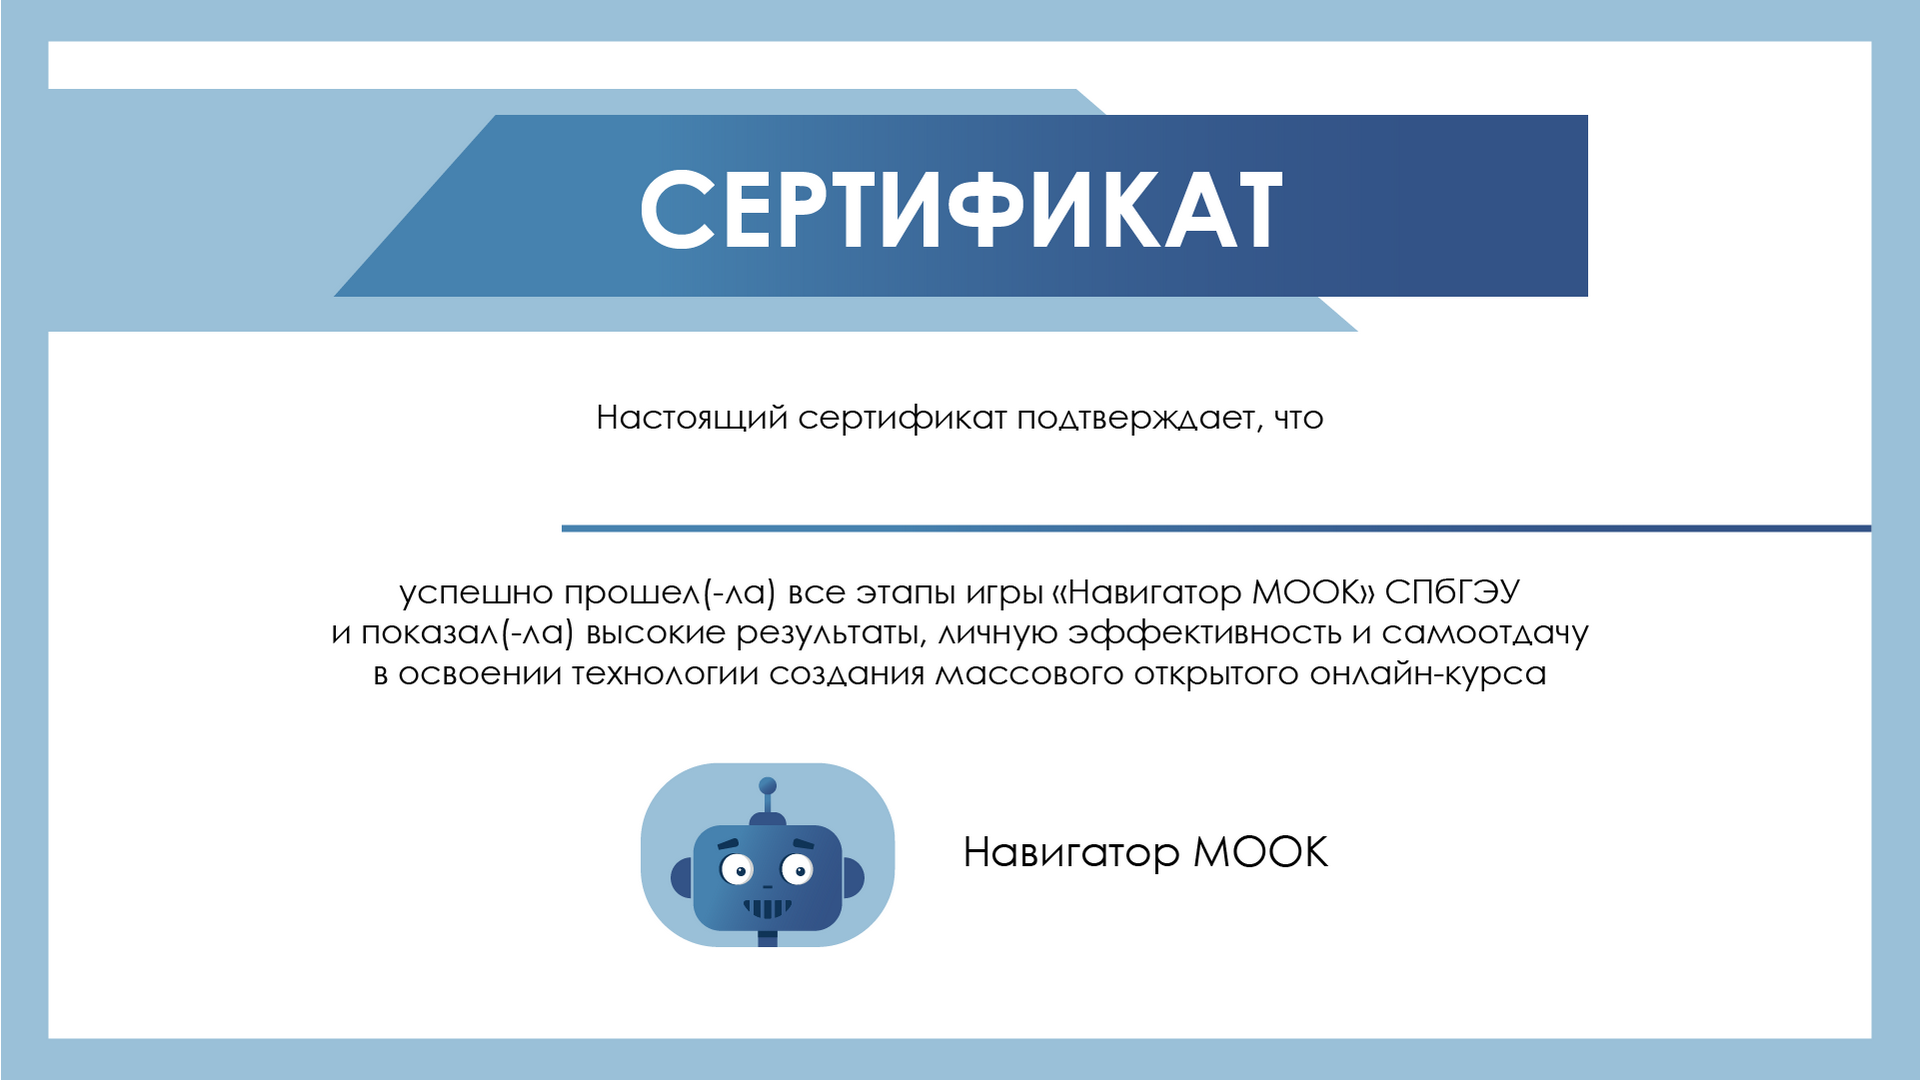 СЕРТИФИКАТ
Настоящий сертификат подтверждает, что
успешно прошел(-ла) все этапы игры «Навигатор МООК» СПбГЭУ
и показал(-ла) высокие результаты, личную эффективность и самоотдачу
в освоении технологии создания массового открытого онлайн-курса
Навигатор МООК